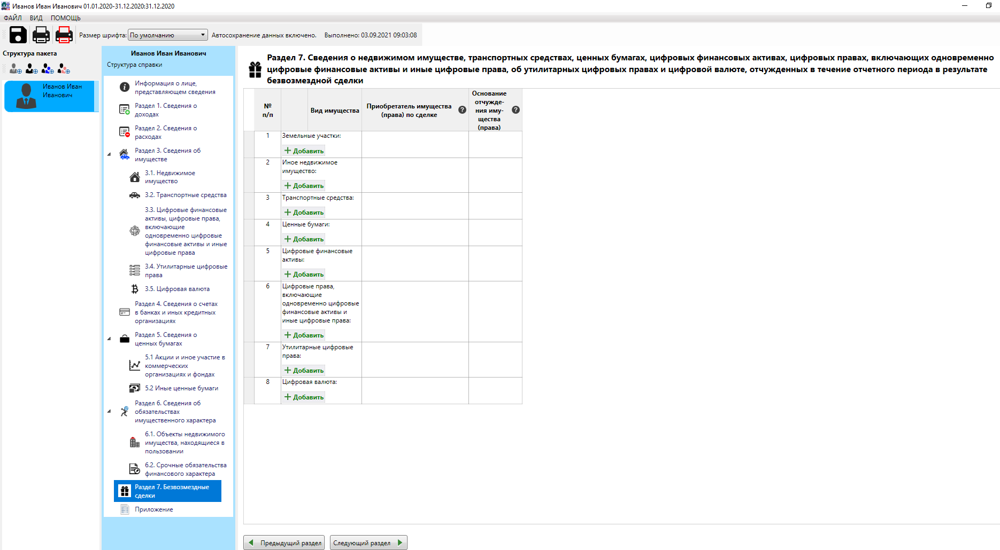 Иванов Иван Иванович 01.01.2020-31.12.2020:31.12.2020
ФАЙЛ ВИД ПОМОЩЬ
Размер шрифта: По умолчанию Автосохранение данных включено. Выполнено: 03.09.2021 09:03:08
Структура пакета
Иванов Иван
Иванович
Иванов Иван Иванович
Структура справки
Информация о лице,
представляющем сведения
Раздел 1. Сведения о
доходах
Раздел 2. Сведения о
расходах
Раздел 3. Сведения об
имуществе
3.1. Недвижимое
имущество
3.2. Транспортные средства
3.3. Цифровые финансовые
активы, цифровые права,
включающие
одновременно цифровые
финансовые активы и иные
цифровые права
3.4. Утилитарные цифровые
права
3.5. Цифровая валюта
Раздел 4. Сведения о счетах
в банках и иных кредитных
организациях
Раздел 5. Сведения о
ценных бумагах
5.1 Акции и иное участие в
коммерческих
организациях и фондах
5.2 Иные ценные бумаги
Раздел 6. Сведения об
обязательствах
имущественного характера
6.1. Объекты недвижимого
имущества, находящиеся в
пользовании
6.2. Срочные обязательства
финансового характера
Раздел 7. Безвозмездные
сделки
Приложение
Раздел 7. Сведения о недвижимом имуществе, транспортных средствах, ценных бумагах, цифровых финансовых активах, цифровых правах, включающих одновременно
цифровые финансовые активы и иные цифровые права, об утилитарных цифровых правах и цифровой валюте, отчужденных в течение отчетного периода в результате
безвозмездной сделки
№
п/п
Вид имущества
Приобретатель имущества
(права) по сделке
?
Основание
отчужде-
ния иму-
щества
(права)
?
1 Земельные участки:
+ Добавить
2 Иное недвижимое
имущество:
+ Добавить
3 Транспортные средства:
+ Добавить
4 Ценные бумаги:
+ Добавить
5 Цифровые финансовые
активы:
+ Добавить
6 Цифровые права,
включающие
одновременно цифровые
финансовые активы и
иные цифровые права:
+ Добавить
7 Утилитарные цифровые
права:
+ Добавить
8 Цифровая валюта:
+ Добавить
Предыдущий раздел Следующий раздел